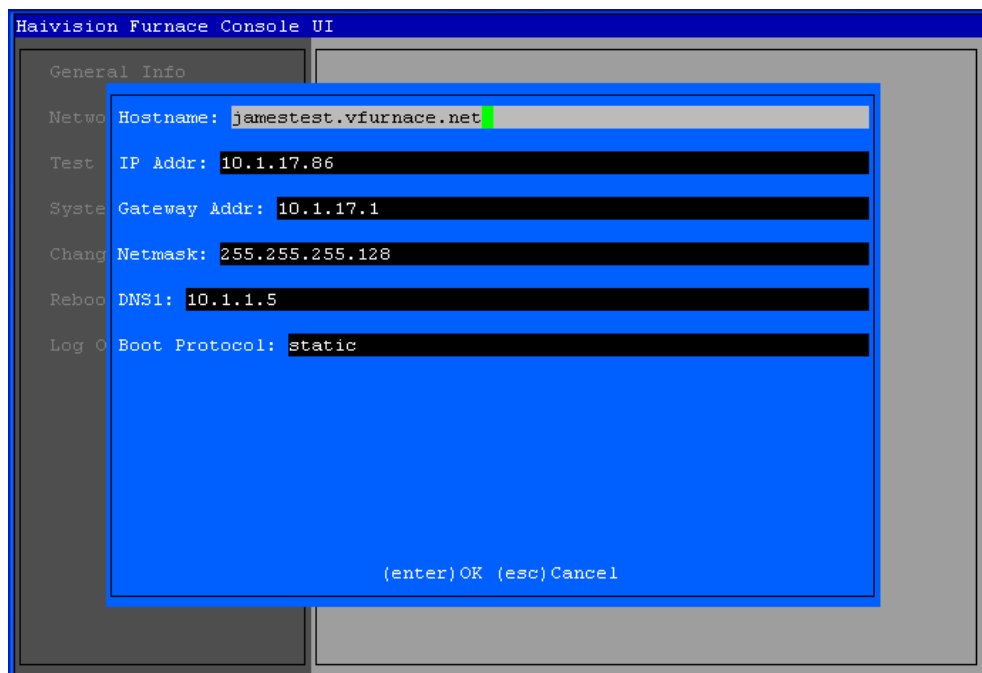 Haivision Furnace Console UI
General Info
Netwo
Hostname: jamestest.vfurnace.net
Test
IP Addr: 10.1.17.86
Syste
Gateway Addr: 10.1.17.1
Chang
Netmask: 255.255.255.128
Reboo
DNS1: 10.1.1.5
Log O
Boot Protocol: static
(enter)OK (esc)Cancel